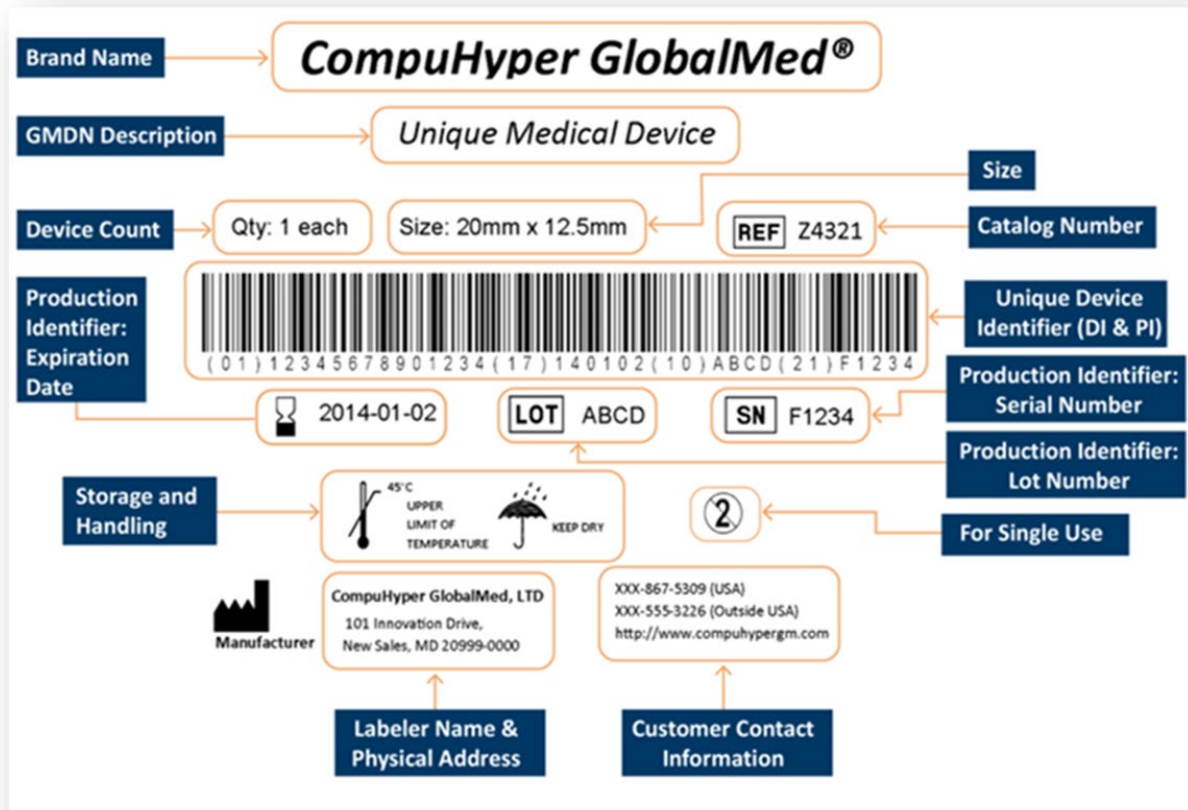 Brand Name
CompuHyper GlobalMed®
GMDN Description
Unique Medical Device
Size
Device Count
Qty: 1 each
Size: 20mm x 12.5mm
REF Z4321
Catalog Number
Production
Identifier:
Expiration
Date
(01)12345678901234(17)140102(10)ABCD(21)F1234
Unique Device
Identifier (DI & PI)
2014-01-02
LOT ABCD
SN F1234
Production Identifier:
Serial Number
Production Identifier:
Lot Number
Storage and
Handling
45°C
UPPER
LIMIT OF
TEMPERATURE
KEEP DRY
2
For Single Use
Manufacturer
CompuHyper GlobalMed, LTD
101 Innovation Drive,
New Sales, MD 20999-0000
XXX-867-5309 (USA)
XXX-555-3226 (Outside USA)
http://www.compuhypergm.com
Labeler Name &
Physical Address
Customer Contact
Information